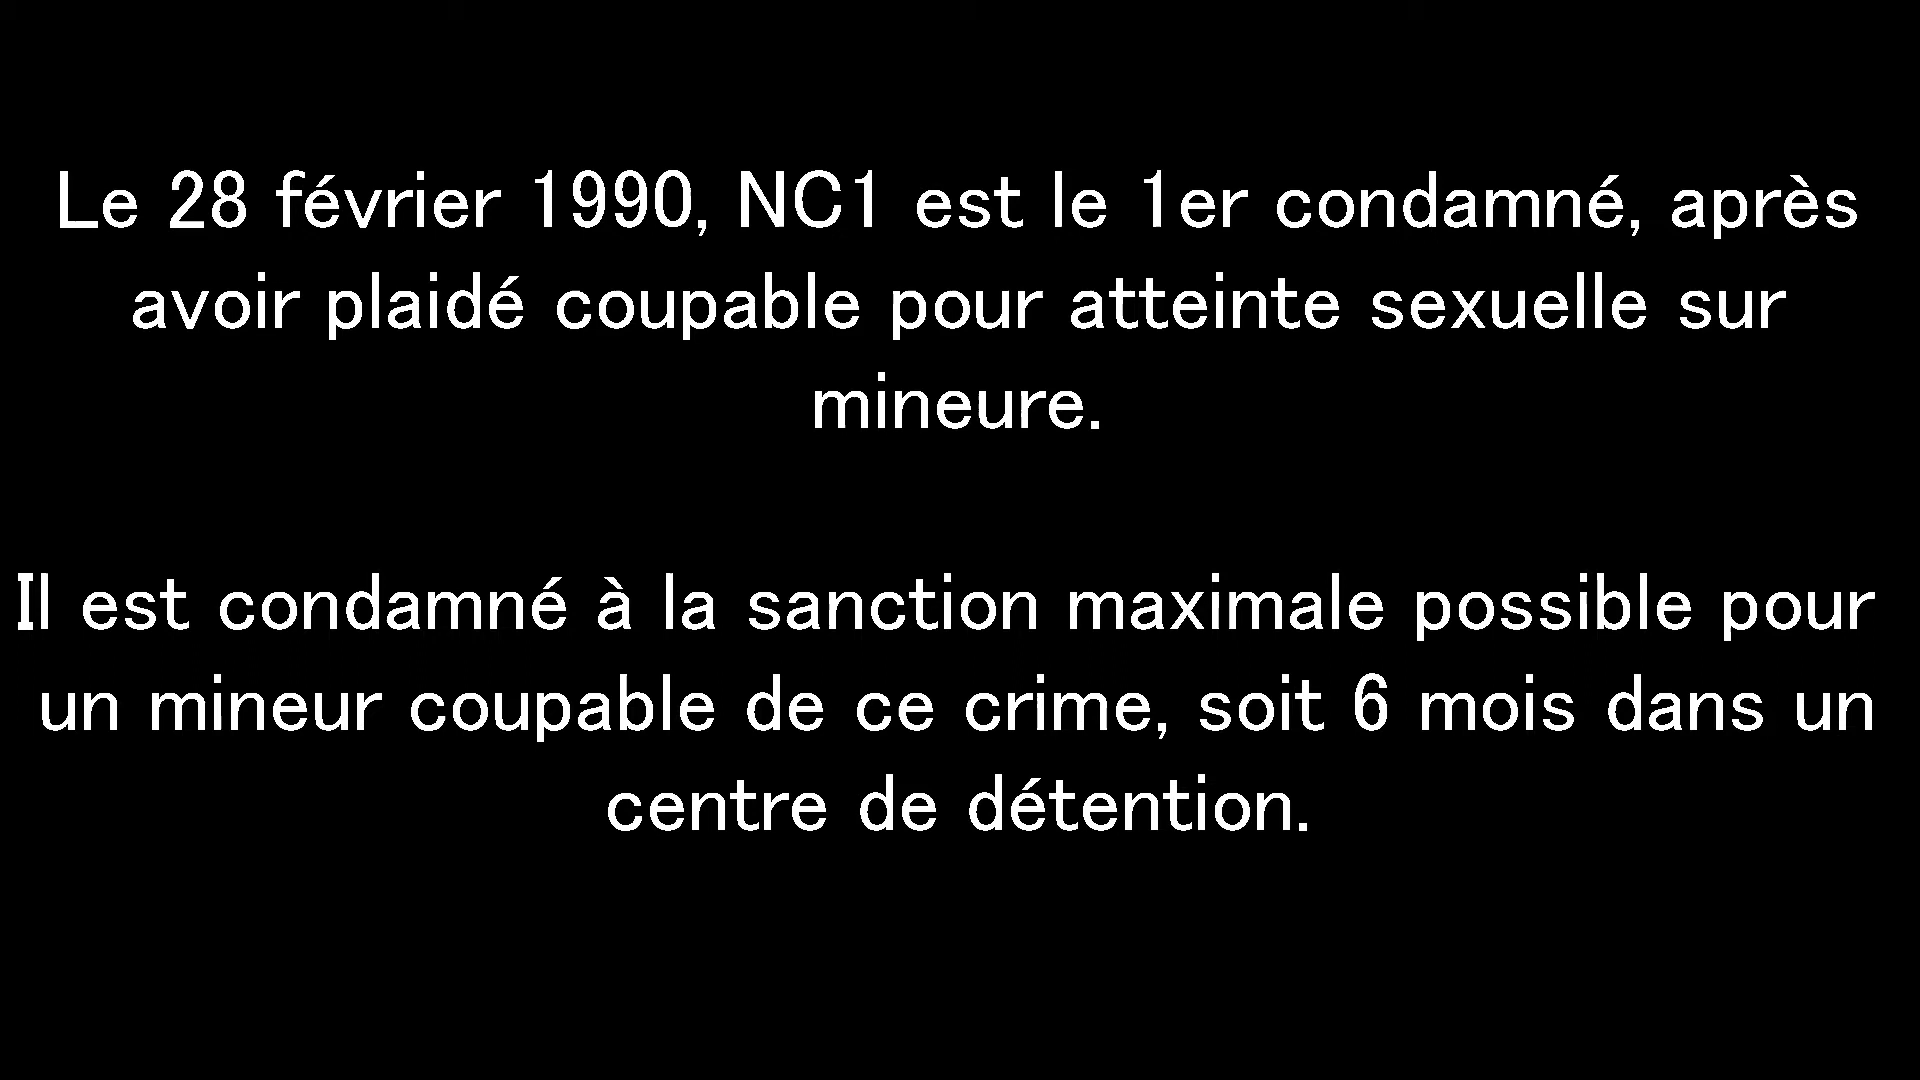 Le 28 février 1990, NC1 est le 1er condamné, après
avoir plaidé coupable pour atteinte sexuelle sur
mineure.
Il est condamné à la sanction maximale possible pour
un mineur coupable de ce crime, soit 6 mois dans un
centre de détention.